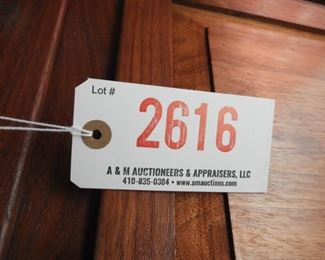 Lot #
2616
A & M AUCTIONEERS & APPRAISERS, LLC
410-835-0384 • www.amauctions.com